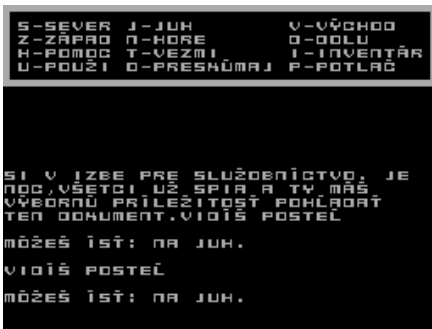 S-SEVER J-JUH V-VÝCHOD
Z-ZÁPAD N-HORE D-DOLU
H-POMOC T-VEZMI I-INVENTÁR
U-POUŽI O-PRESKÚMAJ P-POTLAČ
SI V IZBE PRE SLUŽOBNÍCTVO. JE
NOC,VŠETCI UŽ SPIA A TY MÁŠ
VÝBORNÚ PRÍLEŽITOSŤ POHĽADAŤ
TEN DOKUMENT.VIDÍŠ POSTEĽ
MÔŽEŠ ÍSŤ: NA JUH.
VIDÍŠ POSTEĽ
MÔŽEŠ ÍSŤ: NA JUH.